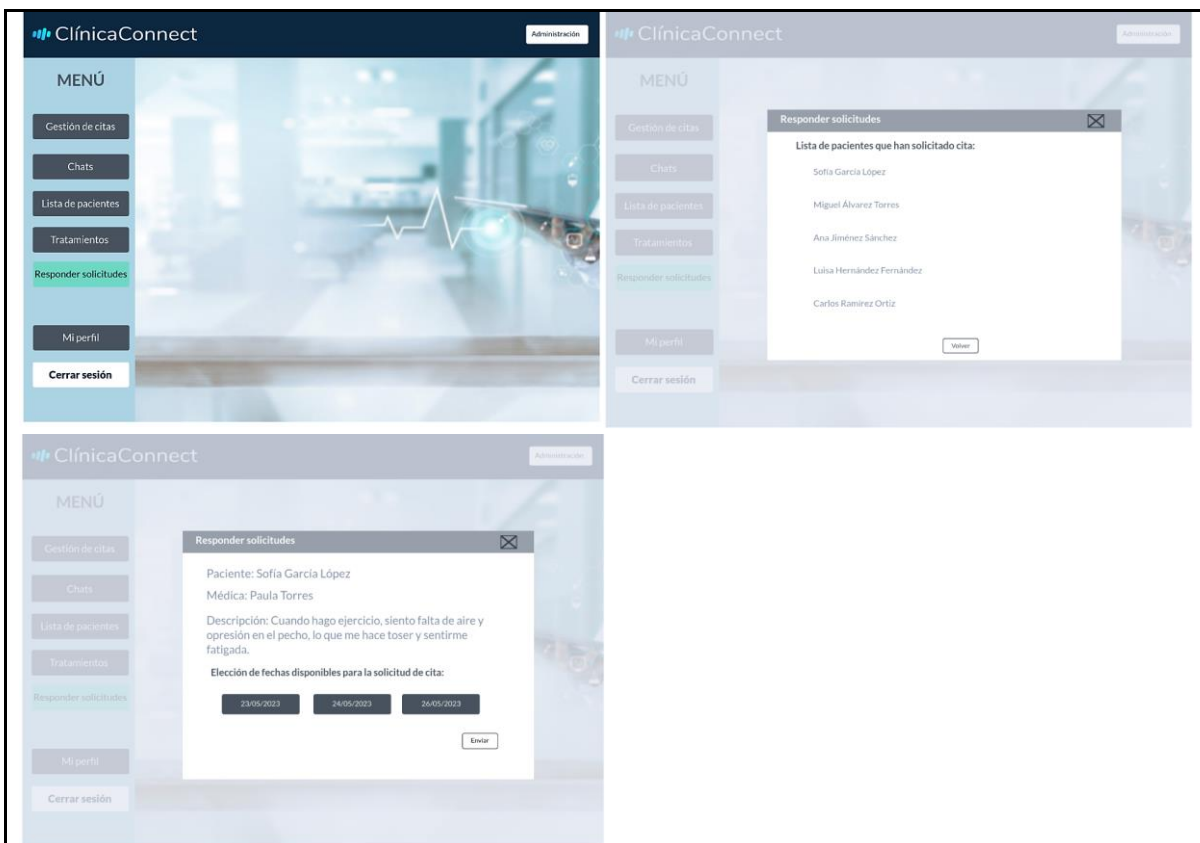 ClínicaConnect
Administración
MENÚ
Gestión de citas
Chats
Lista de pacientes
Tratamientos
Responder solicitudes
Mi perfil
Cerrar sesión
ClínicaConnect
Administración
MENÚ
Gestión de citas
Chats
Lista de pacientes
Tratamientos
Responder solicitudes
Mi perfil
Cerrar sesión
Responder solicitudes
Lista de pacientes que han solicitado cita:
Sofía García López
Miguel Álvarez Torres
Ana Jiménez Sánchez
Luisa Hernández Fernández
Carlos Ramírez Ortiz
Volver
ClínicaConnect
Administración
MENÚ
Gestión de citas
Chats
Lista de pacientes
Tratamientos
Responder solicitudes
Mi perfil
Cerrar sesión
Responder solicitudes
Paciente: Sofía García López
Médica: Paula Torres
Descripción: Cuando hago ejercicio, siento falta de aire y
opresión en el pecho, lo que me hace toser y sentirme
fatigada.
Elección de fechas disponibles para la solicitud de cita:
23/05/2023
24/05/2023
26/05/2023
Enviar